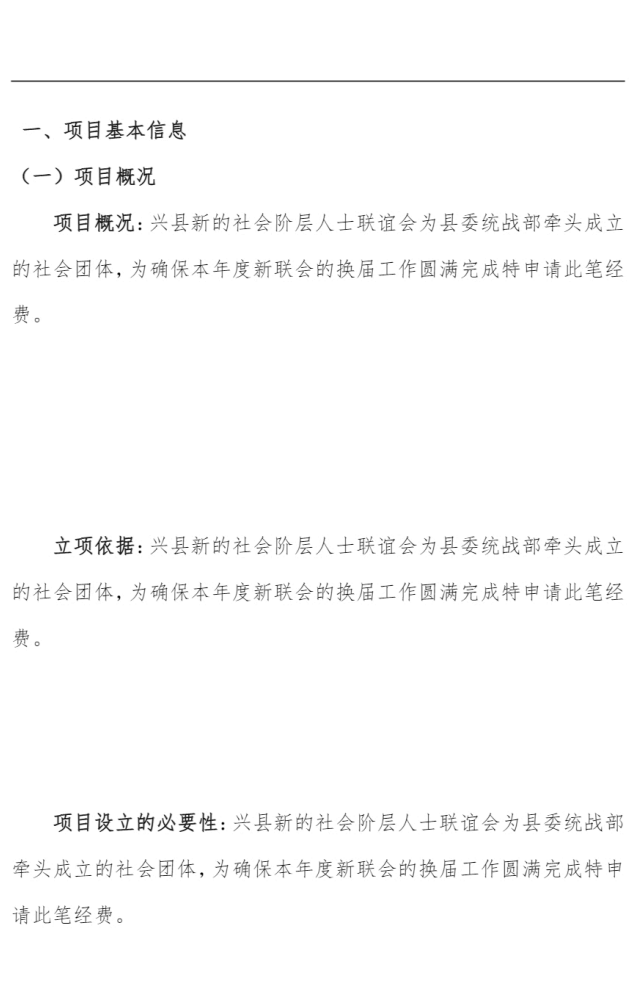 一、项目基本信息
（一）项目概况
项目概况：兴县新的社会阶层人士联谊会为县委统战部牵头成立
的社会团体，为确保本年度新联会的换届工作圆满完成特申请此笔经
费。
立项依据：兴县新的社会阶层人士联谊会为县委统战部牵头成立
的社会团体，为确保本年度新联会的换届工作圆满完成特申请此笔经
费。
项目设立的必要性：兴县新的社会阶层人士联谊会为县委统战部
牵头成立的社会团体，为确保本年度新联会的换届工作圆满完成特申
请此笔经费。